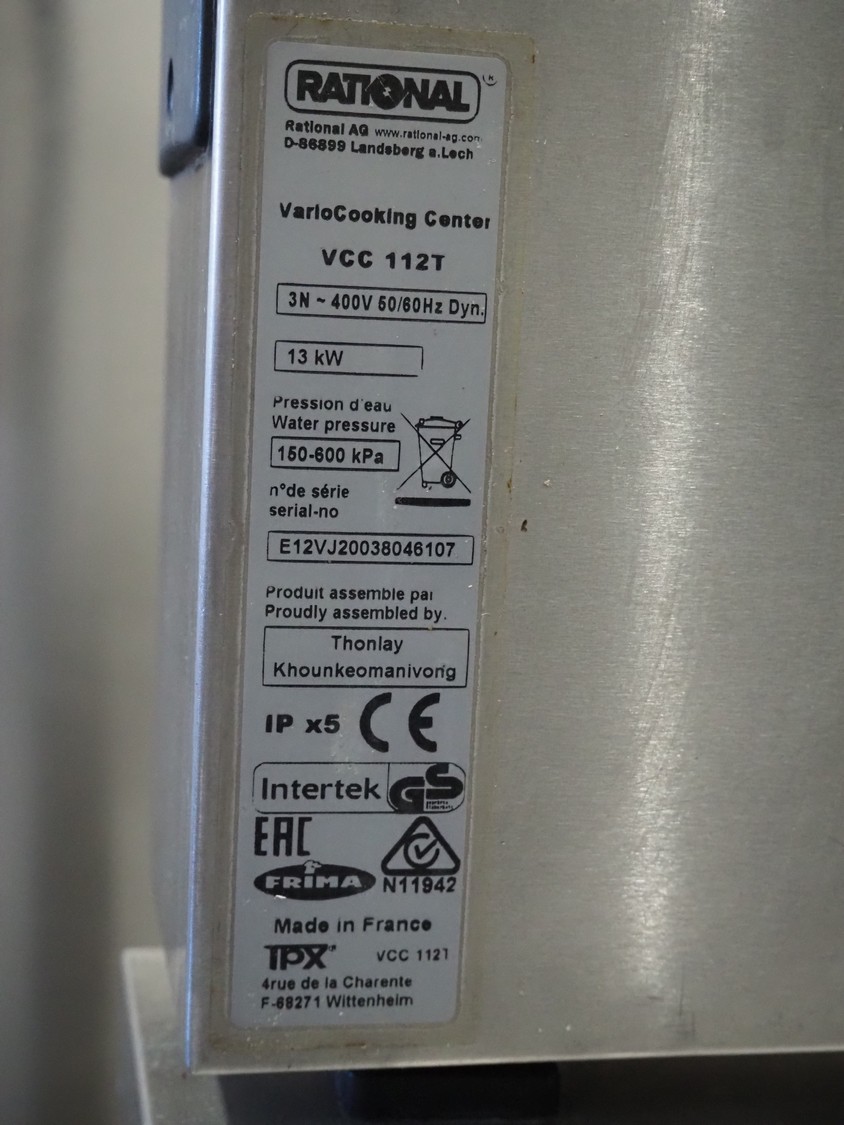 RATIONAL
Rational AG www.rational-ag.com
D-86899 Landsberg a.Lech
VarioCooking Center
VCC 112T
3N ~ 400V 50/60Hz Dyn.
13 kW
Pression d'eau
Water pressure
150-600 kPa
n°de série
serial-no
E12VJ20038046107
Produit assemble par
Proudly assembled by.
Thonlay
Khounkeomanivong
IP x5 CE
Intertek GS
EAC
FRIMA N11942
Made in France
TPX VCC 112T
4rue de la Charente
F-68271 Wittenheim